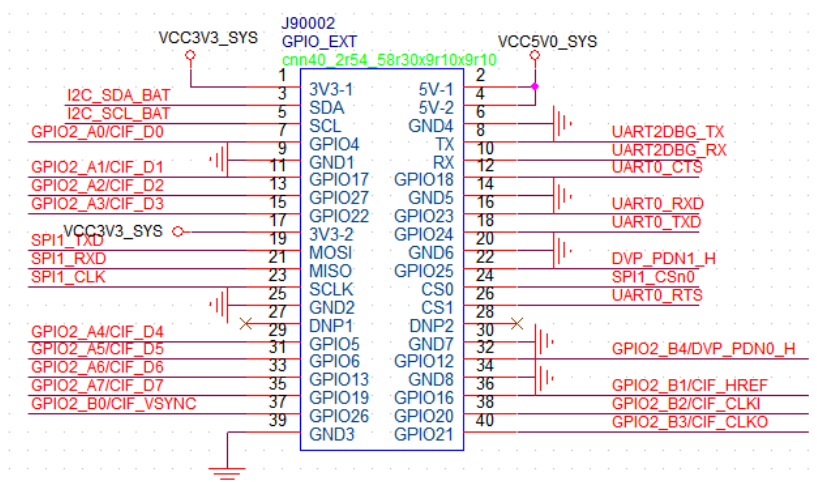 J90002
VCC3V3_SYS GPIO_EXT VCC5V0_SYS
cnn40_2r54_58r30x9r10x9r10
1 3V3-1 5V-1 2
I2C_SDA_BAT 3 SDA 5V-2 4
I2C_SCL_BAT 5 SCL GND4 6
GPIO2_A0/CIF_D0 7 GPIO4 TX 8 UART2DBG_TX
9 GND1 RX 10 UART2DBG_RX
GPIO2_A1/CIF_D1 11 GPIO17 GPIO18 12 UART0_CTS
GPIO2_A2/CIF_D2 13 GPIO27 GND5 14
GPIO2_A3/CIF_D3 15 GPIO22 GPIO23 16 UART0_RXD
VCC3V3_SYS 17 3V3-2 GPIO24 18 UART0_TXD
SPI1_TXD 19 MOSI GND6 20
SPI1_RXD 21 MISO GPIO25 22 DVP_PDN1_H
SPI1_CLK 23 SCLK CS0 24 SPI1_CSn0
25 GND2 CS1 26 UART0_RTS
27 DNP1 DNP2 28
GPIO2_A4/CIF_D4 29 GPIO5 GND7 30
GPIO2_A5/CIF_D5 31 GPIO6 GPIO12 32 GPIO2_B4/DVP_PDN0_H
GPIO2_A6/CIF_D6 33 GPIO13 GND8 34
GPIO2_A7/CIF_D7 35 GPIO19 GPIO16 36 GPIO2_B1/CIF_HREF
GPIO2_B0/CIF_VSYNC 37 GPIO26 GPIO20 38 GPIO2_B2/CIF_CLKI
39 GND3 GPIO21 40 GPIO2_B3/CIF_CLKO